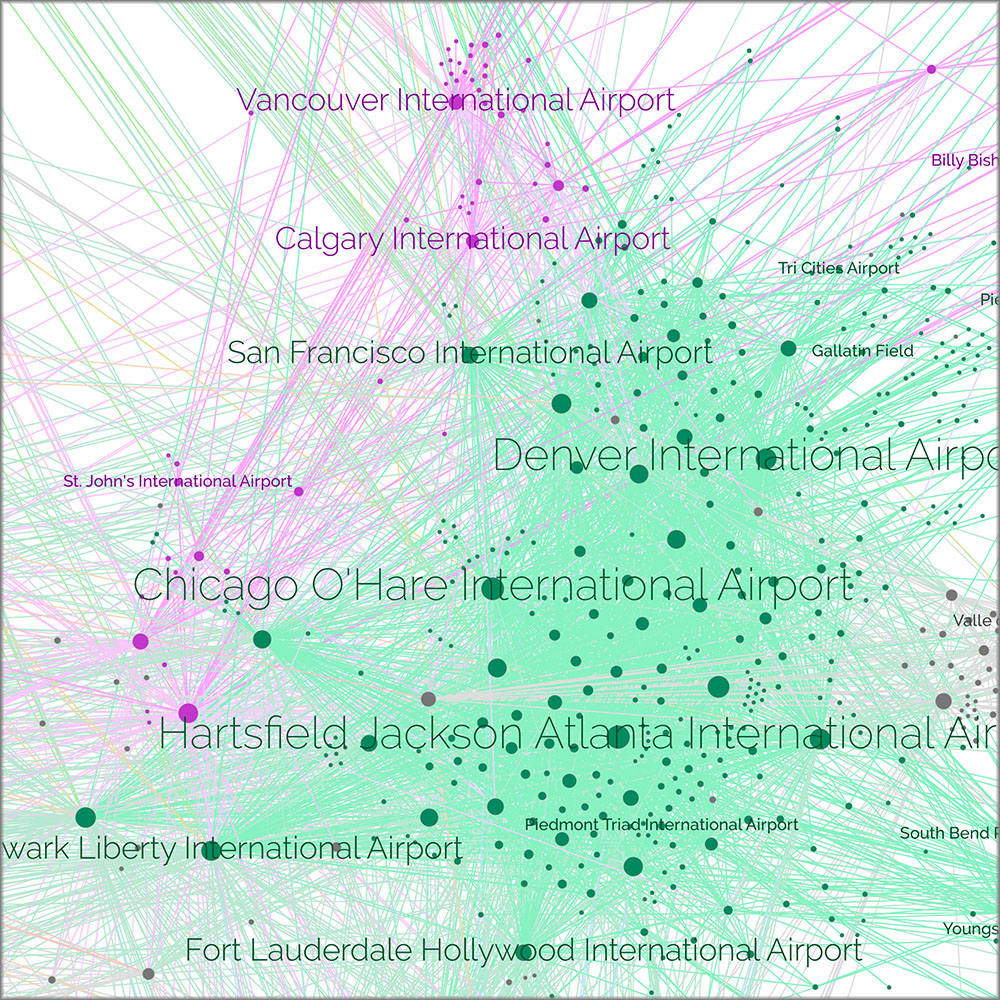 Vancouver International Airport
Billy Bish
Calgary International Airport
Tri Cities Airport
Pie
San Francisco International Airport
Gallatin Field
Denver International Airpo
St. John's International Airport
Chicago O'Hare International Airport
Valle
Hartsfield Jackson Atlanta International Air
Piedmont Triad International Airport
South Bend R
wark Liberty International Airport
Youngs
Fort Lauderdale Hollywood International Airport